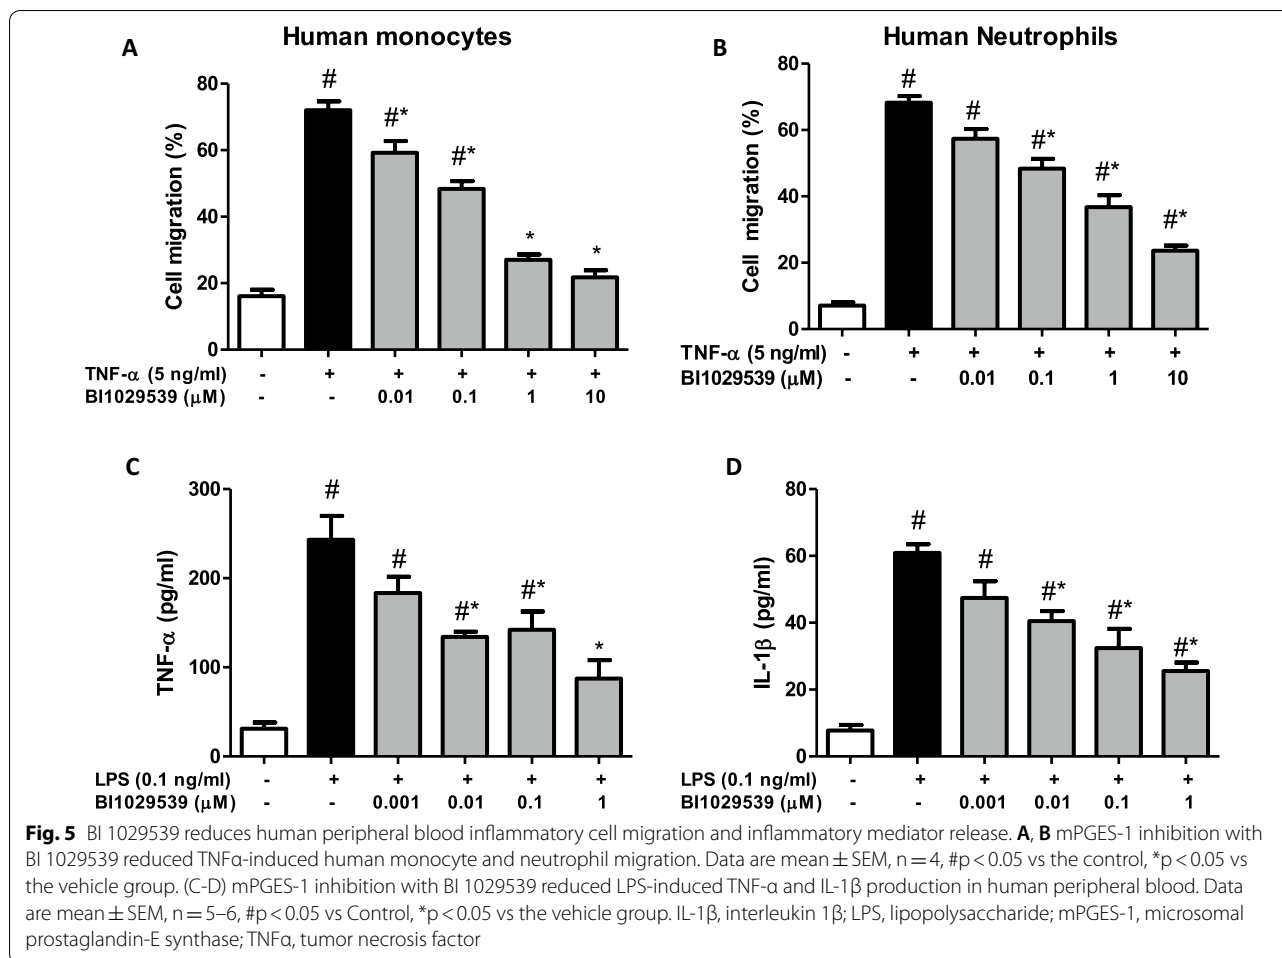 A
Human monocytes
Cell migration (%)
80
60
40
20
0
#
#*
#*
*
*
TNF-α (5 ng/ml) - + + + + +
BI1029539 (μM) - - 0.01 0.1 1 10
B
Human Neutrophils
Cell migration (%)
80
60
40
20
0
#
#
#*
#*
#*
TNF-α (5 ng/ml) - + + + + +
BI1029539 (μM) - - 0.01 0.1 1 10
C
TNF-α (pg/ml)
300
200
100
0
#
#
#*
#*
*
LPS (0.1 ng/ml) - + + + + +
BI1029539 (μM) - - 0.001 0.01 0.1 1
D
IL-1β (pg/ml)
80
60
40
20
0
#
#
#*
#*
#*
LPS (0.1 ng/ml) - + + + + +
BI1029539 (μM) - - 0.001 0.01 0.1 1
Fig. 5 BI 1029539 reduces human peripheral blood inflammatory cell migration and inflammatory mediator release. A, B mPGES-1 inhibition with
BI 1029539 reduced TNFα-induced human monocyte and neutrophil migration. Data are mean ± SEM, n = 4, #p < 0.05 vs the control, *p < 0.05 vs
the vehicle group. (C-D) mPGES-1 inhibition with BI 1029539 reduced LPS-induced TNF-α and IL-1β production in human peripheral blood. Data
are mean ± SEM, n = 5–6, #p < 0.05 vs Control, *p < 0.05 vs the vehicle group. IL-1β, interleukin 1β; LPS, lipopolysaccharide; mPGES-1, microsomal
prostaglandin-E synthase; TNFα, tumor necrosis factor